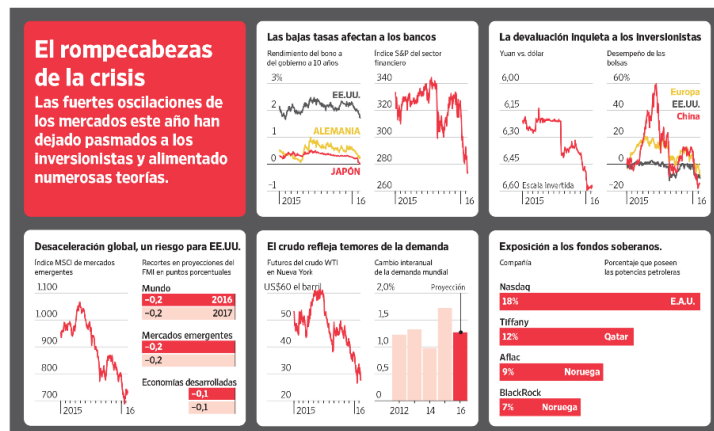 El rompecabezas
de la crisis
Las fuertes oscilaciones de
los mercados este año han
dejado pasmados a los
inversionistas y alimentado
numerosas teorías.
Las bajas tasas afectan a los bancos
Rendimiento del bono a
del gobierno a 10 años
3%
2
1
0
−1
EE.UU.
ALEMANIA
JAPÓN
2015
16
Índice S&P del sector
financiero
340
320
300
280
260
2015
16
La devaluación inquieta a los inversionistas
Yuan vs. dólar
6,00
6,15
6,30
6,45
6,60
Escala invertida
2015
16
Desempeño de las
bolsas
60%
40
20
0
−20
Europa
EE.UU.
China
2015
16
Desaceleración global, un riesgo para EE.UU.
Índice MSCI de mercados
emergentes
1.100
1.000
900
800
700
2015
16
Recortes en proyecciones del
FMI en puntos porcentuales
Mundo
−0,2 2016
−0,2 2017
Mercados emergentes
−0,2
−0,2
Economías desarrolladas
−0,1
−0,1
El crudo refleja temores de la demanda
Futuros del crudo WTI
en Nueva York
US$60 el barril
50
40
30
20
2015
16
Cambio interanual
de la demanda mundial
2,0%
Proyección
1,5
1,0
0,5
0
2012
14
16
Exposición a los fondos soberanos.
Compañía
Porcentaje que poseen
las potencias petroleras
Nasdaq
18% E.A.U.
Tiffany
12% Qatar
Aflac
9% Noruega
BlackRock
7% Noruega